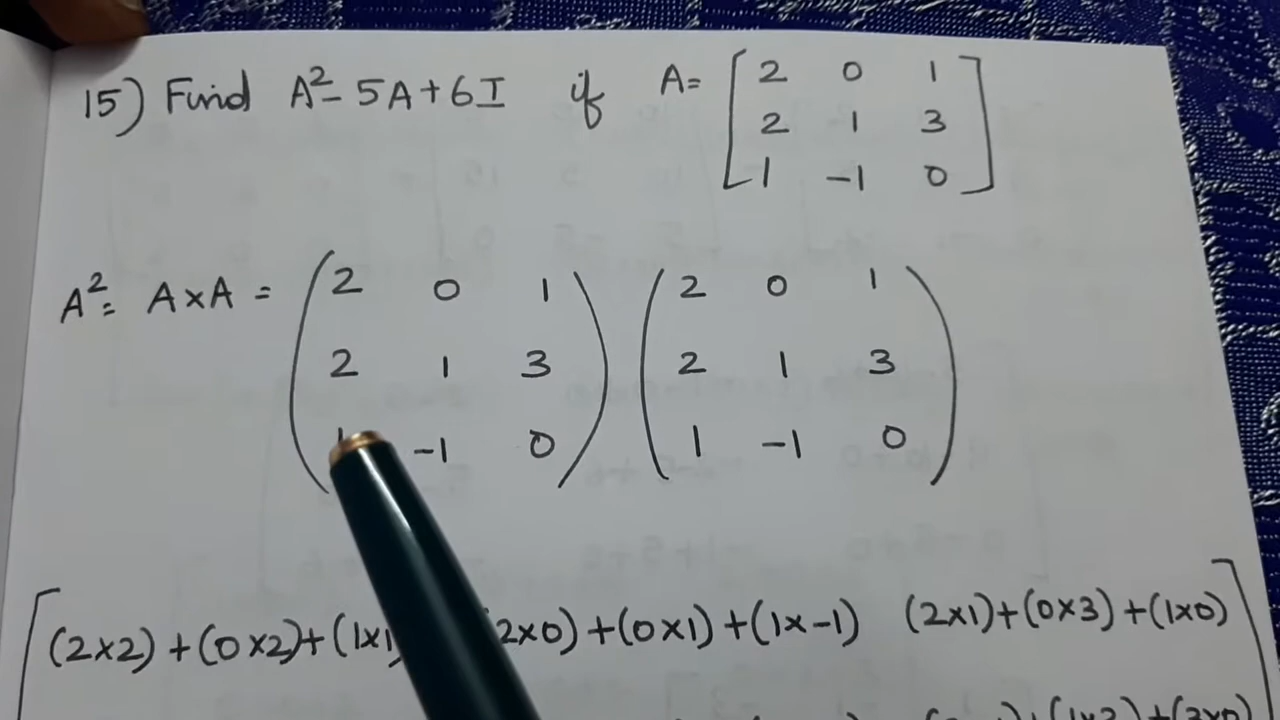 15) Find A² - 5A + 6I if A = [ 2 0 1
2 1 3
1 -1 0 ]
A² = A × A = ( 2 0 1 ( 2 0 1
2 1 3 2 1 3
-1 0 ) 1 -1 0 )
[ (2×2) + (0×2) + (1×1 2×0) + (0×1) + (1×-1) (2×1) + (0×3) + (1×0) ]